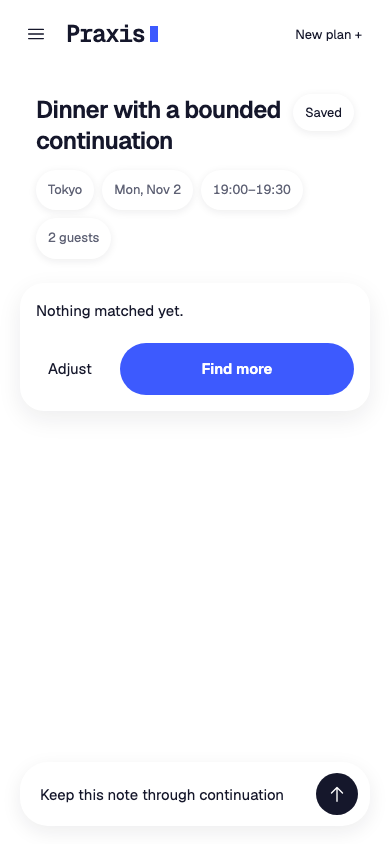 Praxis
New plan +
Dinner with a bounded
continuation
Saved
Tokyo
Mon, Nov 2
19:00–19:30
2 guests
Nothing matched yet.
Adjust
Find more
Keep this note through continuation